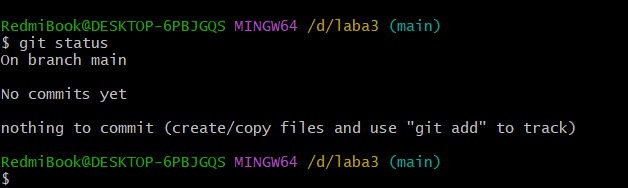 RedmiBook@DESKTOP-6PBJGQS MINGW64 /d/laba3 (main)
$ git status
On branch main
No commits yet
nothing to commit (create/copy files and use "git add" to track)
RedmiBook@DESKTOP-6PBJGQS MINGW64 /d/laba3 (main)
$